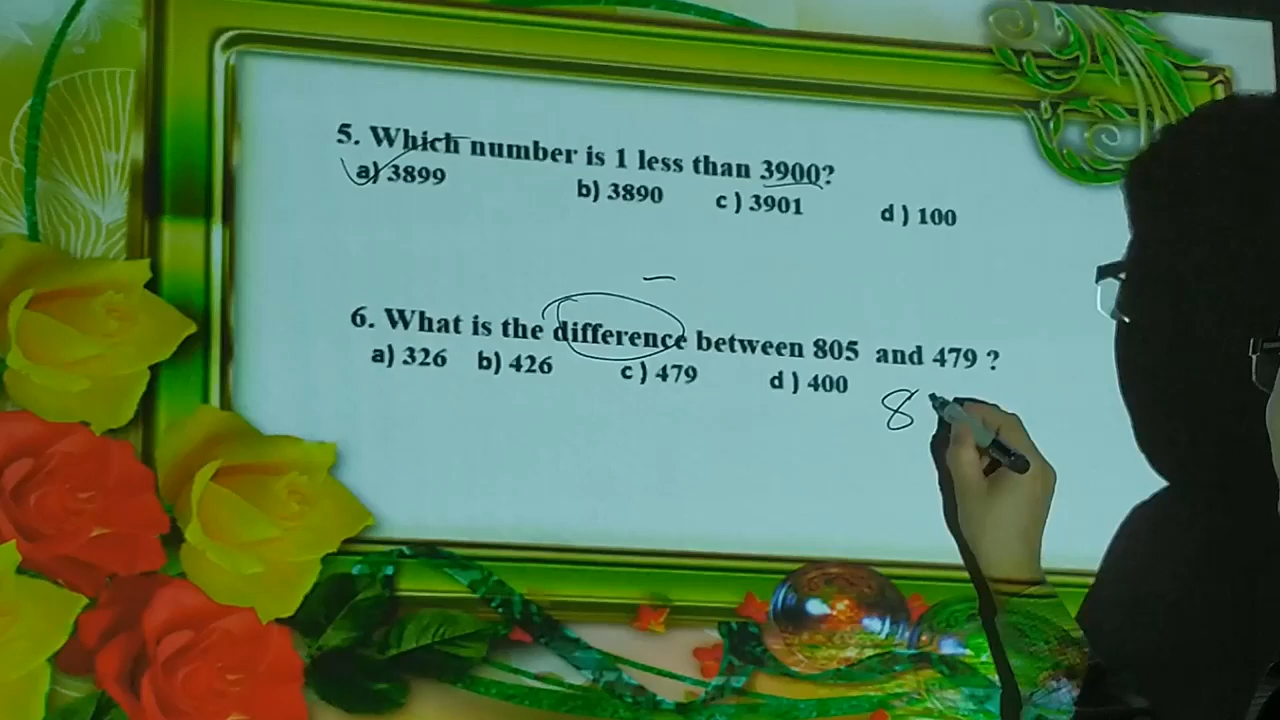 5. Which number is 1 less than 3900?
a) 3899 b) 3890 c ) 3901 d ) 100
—
6. What is the difference between 805 and 479 ?
a) 326 b) 426 c ) 479 d ) 400
8